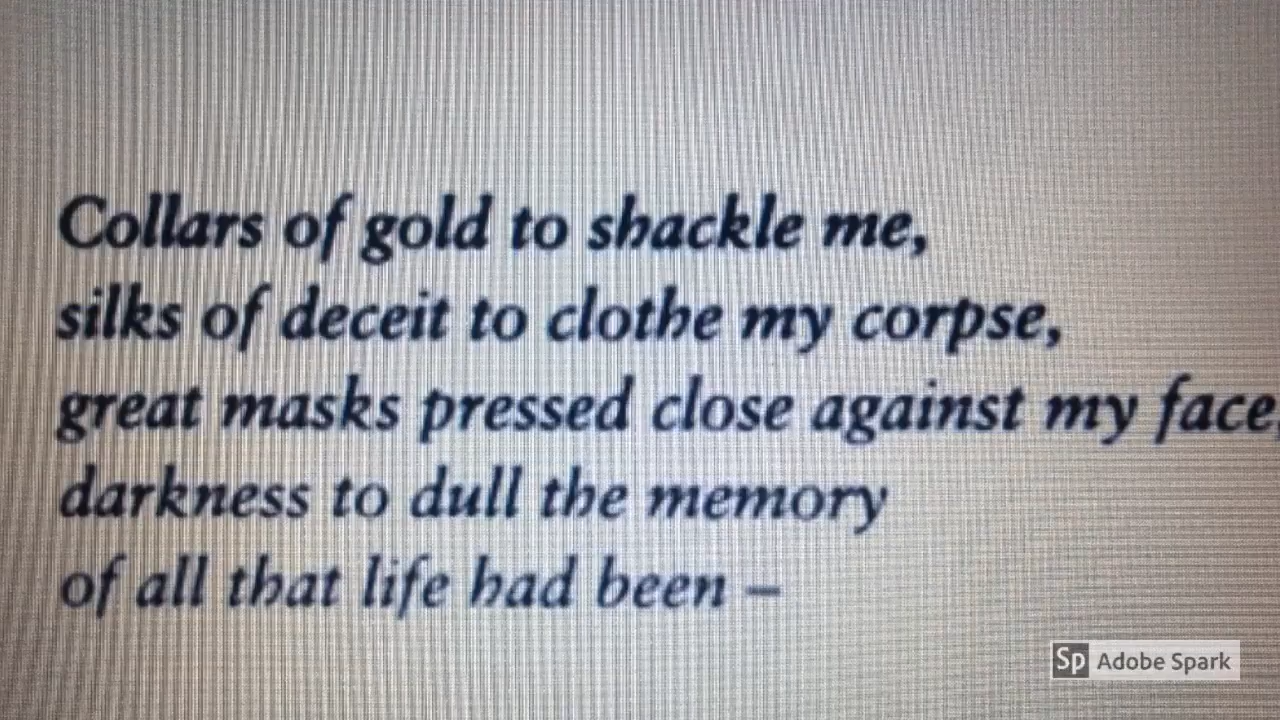 Collars of gold to shackle me,
silks of deceit to clothe my corpse,
great masks pressed close against my face,
darkness to dull the memory
of all that life had been –
Sp Adobe Spark